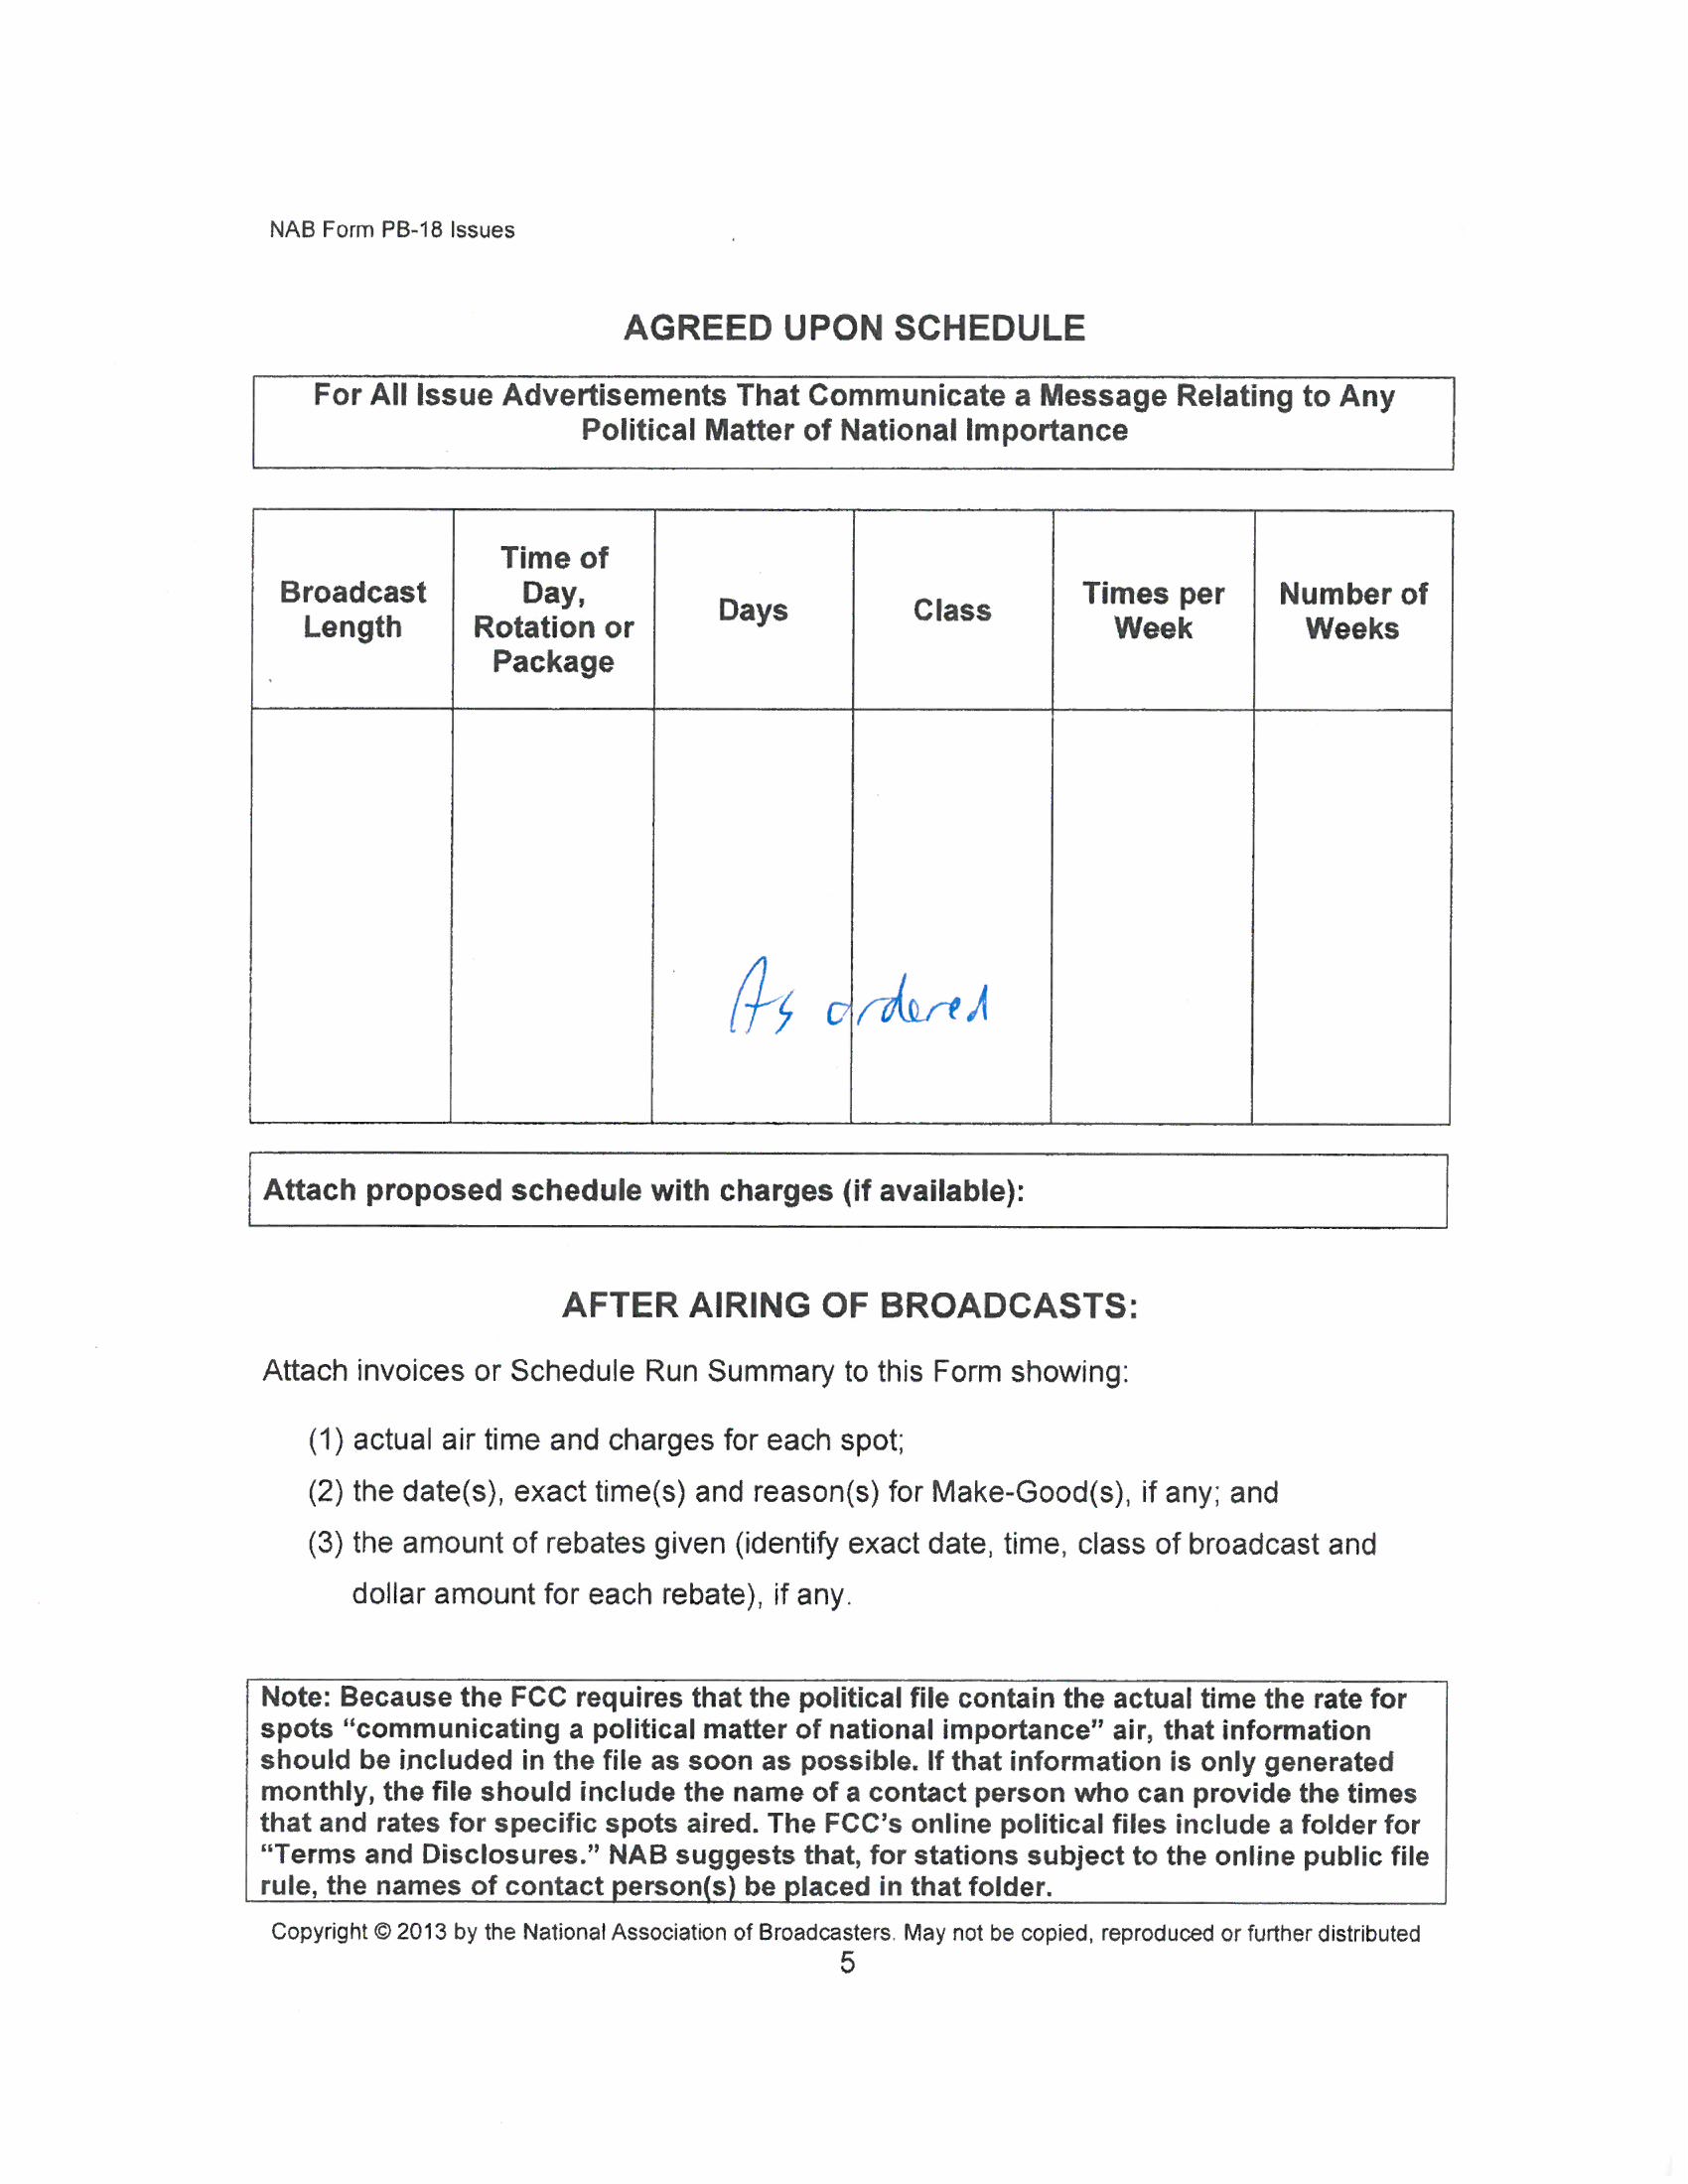 NAB Form PB-18 Issues
AGREED UPON SCHEDULE
For All Issue Advertisements That Communicate a Message Relating to Any
Political Matter of National Importance
Broadcast
Length
Time of
Day,
Rotation or
Package
Days
Class
Times per
Week
Number of
Weeks
As ordered
Attach proposed schedule with charges (if available):
AFTER AIRING OF BROADCASTS:
Attach invoices or Schedule Run Summary to this Form showing:
(1) actual air time and charges for each spot;
(2) the date(s), exact time(s) and reason(s) for Make-Good(s), if any; and
(3) the amount of rebates given (identify exact date, time, class of broadcast and
dollar amount for each rebate), if any.
Note: Because the FCC requires that the political file contain the actual time the rate for
spots “communicating a political matter of national importance” air, that information
should be included in the file as soon as possible. If that information is only generated
monthly, the file should include the name of a contact person who can provide the times
that and rates for specific spots aired. The FCC’s online political files include a folder for
“Terms and Disclosures.” NAB suggests that, for stations subject to the online public file
rule, the names of contact person(s) be placed in that folder.
Copyright © 2013 by the National Association of Broadcasters. May not be copied, reproduced or further distributed
5